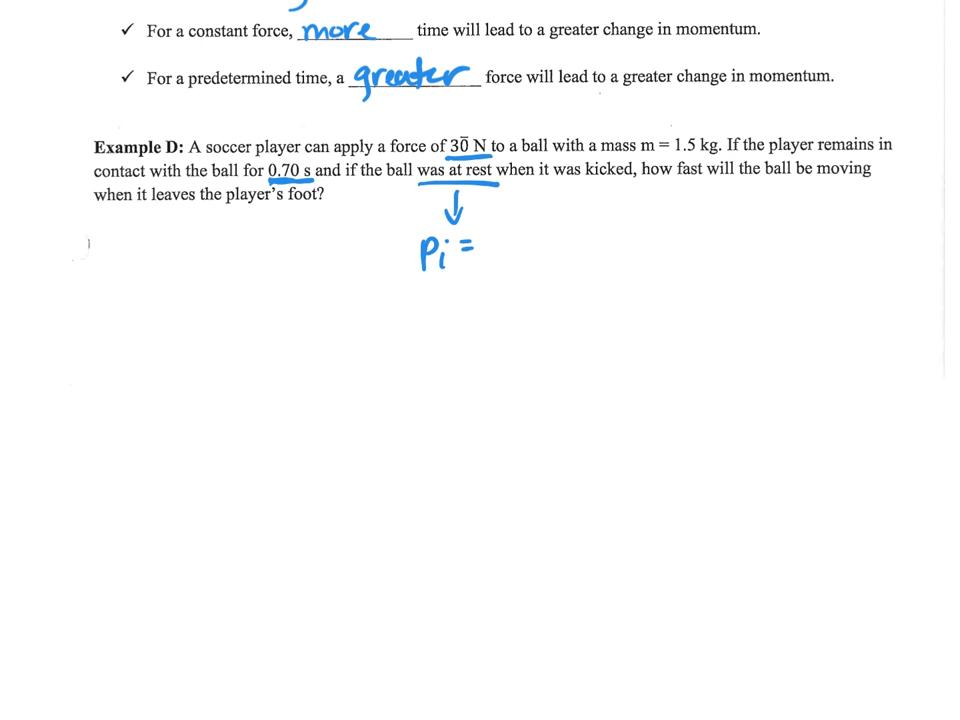 ✓ For a constant force, more time will lead to a greater change in momentum.
✓ For a predetermined time, a greater force will lead to a greater change in momentum.
Example D: A soccer player can apply a force of 30̅ N to a ball with a mass m = 1.5 kg. If the player remains in
contact with the ball for 0.70 s and if the ball was at rest when it was kicked, how fast will the ball be moving
when it leaves the player's foot?
Pi =